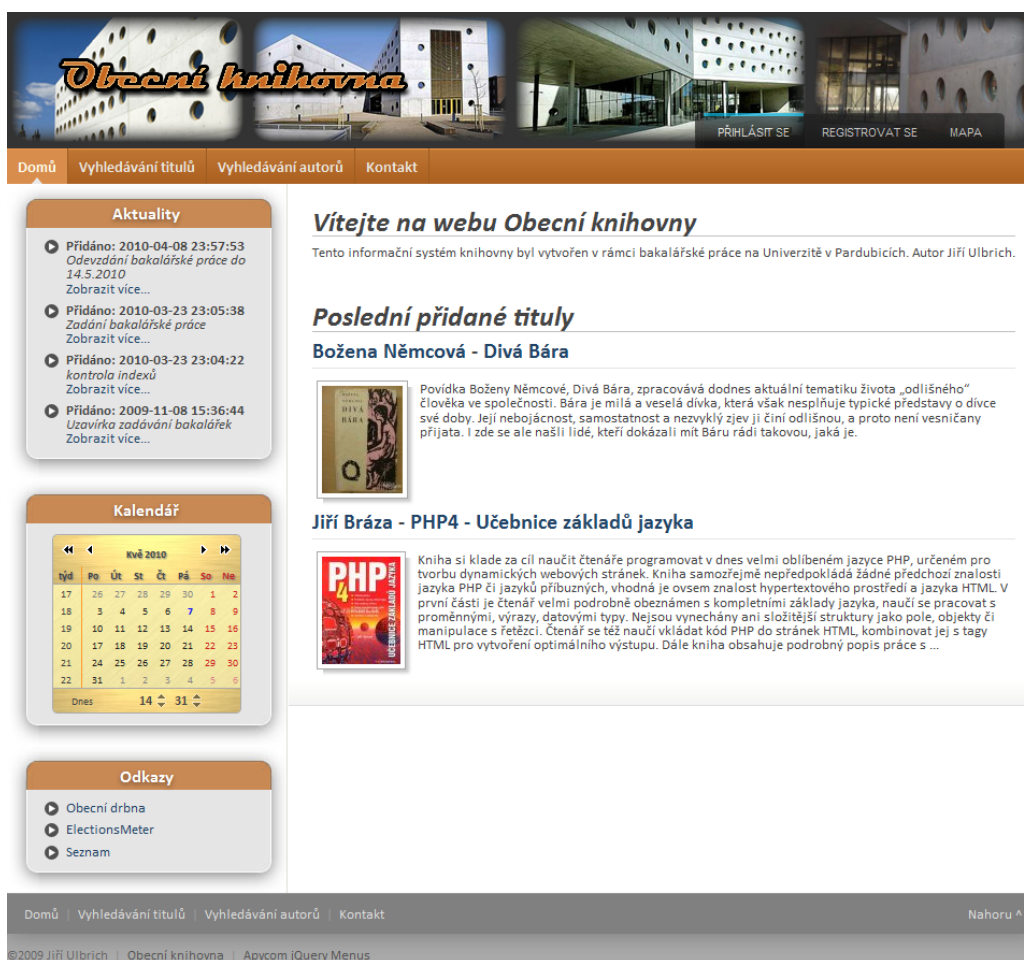 Obecní knihovna
PŘIHLÁSIT SE REGISTROVAT SE MAPA
Domů Vyhledávání titulů Vyhledávání autorů Kontakt
Aktuality
Přidáno: 2010-04-08 23:57:53
Odevzdání bakalářské práce do
14.5.2010
Zobrazit více...
Přidáno: 2010-03-23 23:05:38
Zadání bakalářské práce
Zobrazit více...
Přidáno: 2010-03-23 23:04:22
kontrola indexů
Zobrazit více...
Přidáno: 2009-11-08 15:36:44
Uzavírka zadávání bakalářek
Zobrazit více...
Kalendář
Kvě 2010
týd Po Út St Čt Pá So Ne
17 26 27 28 29 30 1 2
18 3 4 5 6 7 8 9
19 10 11 12 13 14 15 16
20 17 18 19 20 21 22 23
21 24 25 26 27 28 29 30
22 31 1 2 3 4 5 6
Dnes 14 31
Odkazy
Obecní drbna
ElectionsMeter
Seznam
Vítejte na webu Obecní knihovny
Tento informační systém knihovny byl vytvořen v rámci bakalářské práce na Univerzitě v Pardubicích. Autor Jiří Ulbrich.
Poslední přidané tituly
Božena Němcová - Divá Bára
DIVÁ
BÁRA
Povídka Boženy Němcové, Divá Bára, zpracovává dodnes aktuální tematiku života „odlišného“
člověka ve společnosti. Bára je milá a veselá dívka, která však nesplňuje typické představy o dívce
své doby. Její nebojácnost, samostatnost a nezvyklý zjev ji činí odlišnou, a proto není vesničany
přijata. I zde se ale našli lidé, kteří dokázali mít Báru rádi takovou, jaká je.
Jiří Bráza - PHP4 - Učebnice základů jazyka
PHP
4
UČEBNICE ZÁKLADŮ JAZYKA
Kniha si klade za cíl naučit čtenáře programovat v dnes velmi oblíbeném jazyce PHP, určeném pro
tvorbu dynamických webových stránek. Kniha samozřejmě nepředpokládá žádné předchozí znalosti
jazyka PHP či jazyků příbuzných, vhodná je ovsem znalost hypertextového prostředí a jazyka HTML. V
první části je čtenář velmi podrobně obeznámen s kompletními základy jazyka, naučí se pracovat s
proměnnými, výrazy, datovými typy. Nejsou vynechány ani složitější struktury jako pole, objekty či
manipulace s řetězci. Čtenář se též naučí vkládat kód PHP do stránek HTML, kombinovat jej s tagy
HTML pro vytvoření optimálního výstupu. Dále kniha obsahuje podrobný popis práce s ...
Domů | Vyhledávání titulů | Vyhledávání autorů | Kontakt Nahoru ^
©2009 Jiří Ulbrich | Obecní knihovna | Apycom jQuery Menus